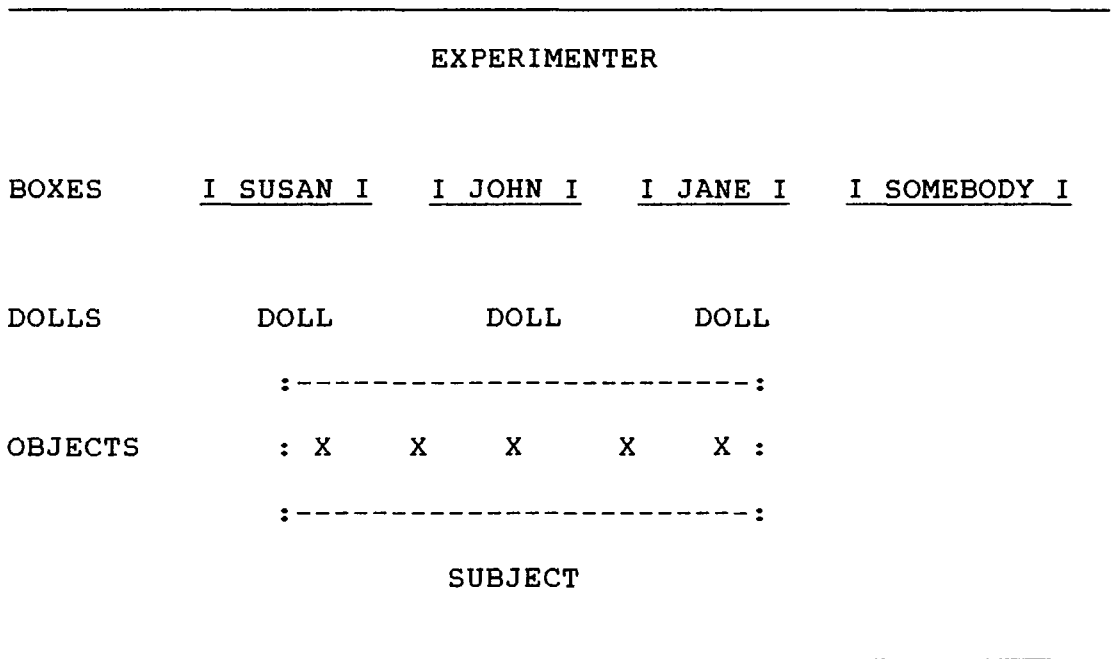 EXPERIMENTER
BOXES I SUSAN I I JOHN I I JANE I I SOMEBODY I
DOLLS DOLL DOLL DOLL
:-------------------------:
OBJECTS : X X X X X :
:-------------------------:
SUBJECT